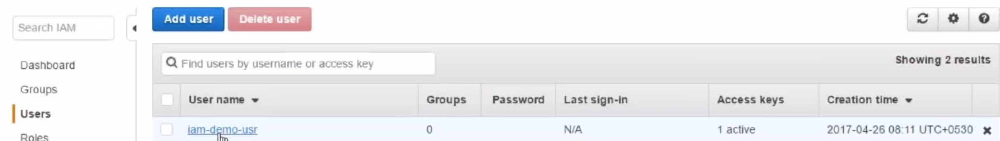 Search IAM
Add user
Delete user
Dashboard
Groups
Users
Roles
Find users by username or access key
Showing 2 results
User name Groups Password Last sign-in Access keys Creation time
iam-demo-usr 0 N/A 1 active 2017-04-26 08:11 UTC+0530